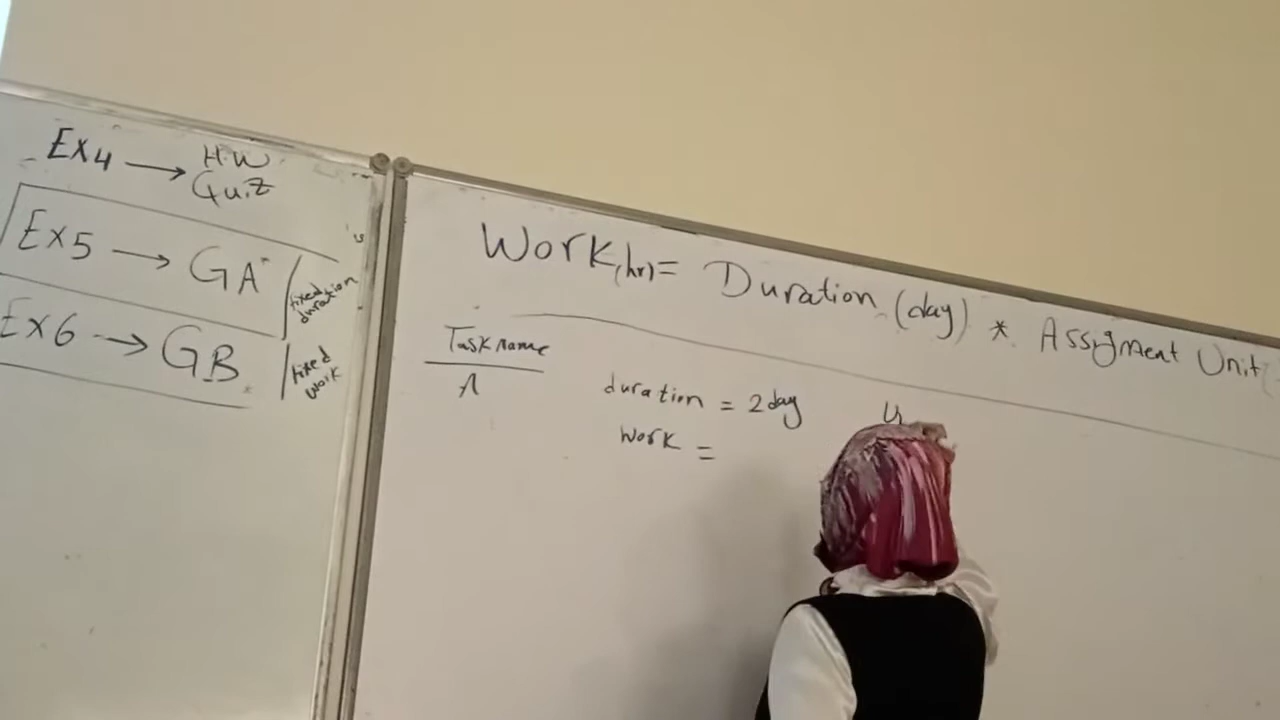 Ex4 → H.W
Quiz
Ex5 → GA
fixed
duration
Ex6 → GB
fixed
work
Work(hr) = Duration (day) * Assigment Unit(
Task name
A
duration = 2 day
Work =